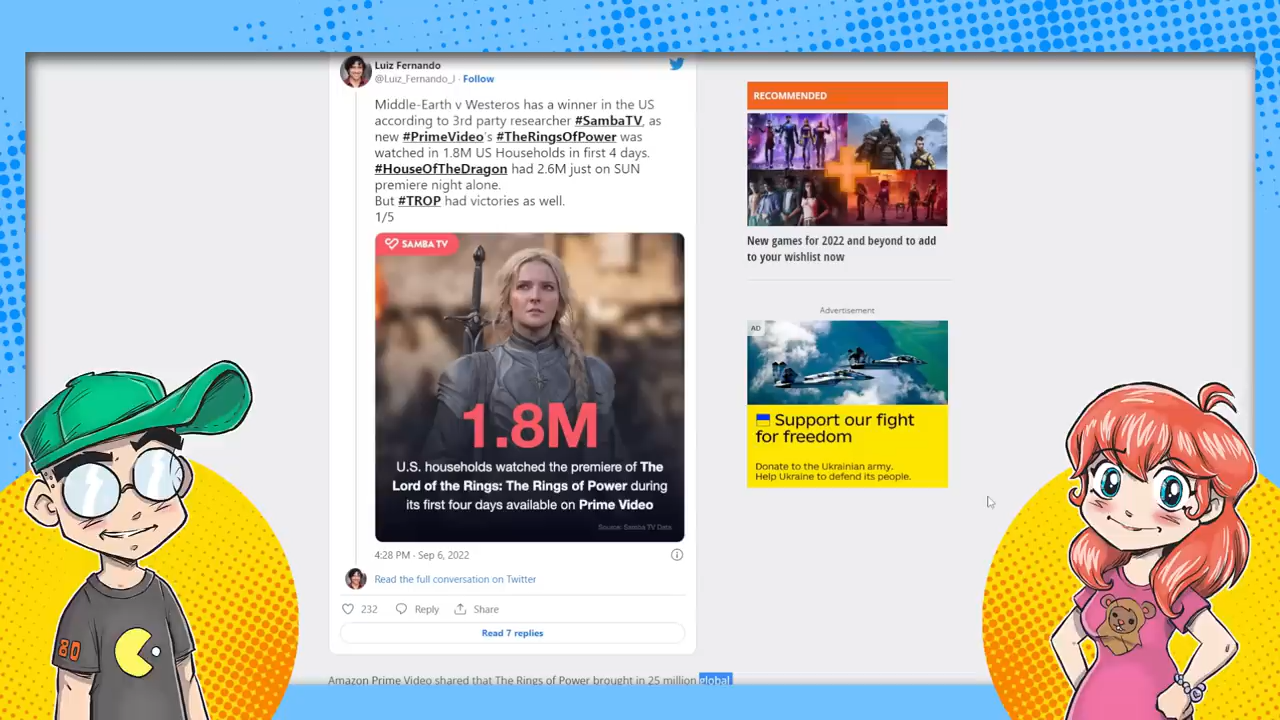 Luiz Fernando
@Luiz_Fernando_J · Follow
Middle-Earth v Westeros has a winner in the US
according to 3rd party researcher #SambaTV, as
new #PrimeVideo's #TheRingsOfPower was
watched in 1.8M US Households in first 4 days.
#HouseOfTheDragon had 2.6M just on SUN
premiere night alone.
But #TROP had victories as well.
1/5
SAMBA TV
1.8M
U.S. households watched the premiere of The
Lord of the Rings: The Rings of Power during
its first four days available on Prime Video
Source: Samba TV Data
4:28 PM · Sep 6, 2022
Read the full conversation on Twitter
232 Reply Share
Read 7 replies
Amazon Prime Video shared that The Rings of Power brought in 25 million global
RECOMMENDED
New games for 2022 and beyond to add
to your wishlist now
Advertisement
AD
Support our fight
for freedom
Donate to the Ukrainian army.
Help Ukraine to defend its people.
80